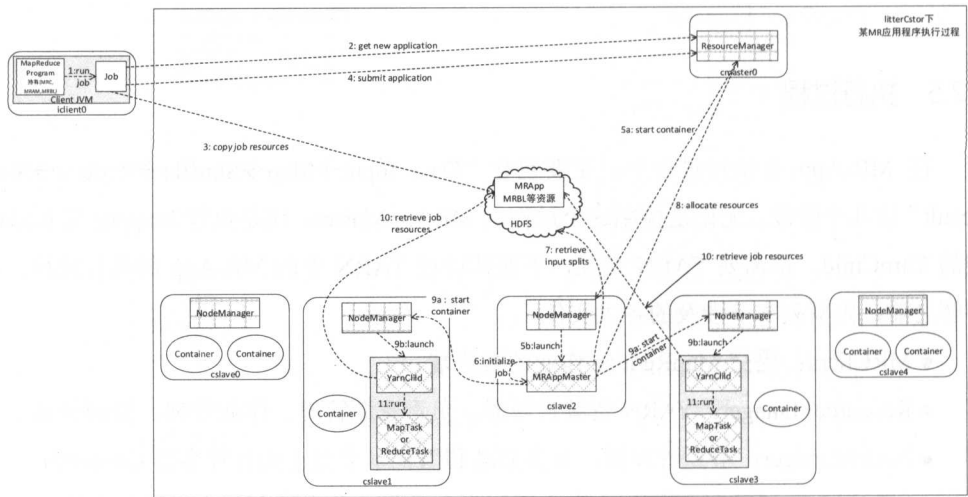 litterCstor下
某MR应用程序执行过程
2: get new application
ResourceManager
cmaster0
MapReduce
Program
1:run
job
Job
Client JVM
iclient0
4: submit application
5a: start container
3: copy job resources
MRApp
MRBL等资源
HDFS
8: allocate resources
10: retrieve job
resources
7: retrieve
input splits
10: retrieve job resources
NodeManager
Container
Container
cslave0
NodeManager
9a: start
container
9b:launch
YarnClild
Container
11:run
MapTask
or
ReduceTask
cslave1
NodeManager
5b:launch
6:initialize
job
MRAppMaster
cslave2
9a: start
container
NodeManager
9b:launch
YarnClild
11:run
Container
MapTask
or
ReduceTask
cslave3
NodeManager
Container
Container
cslave4